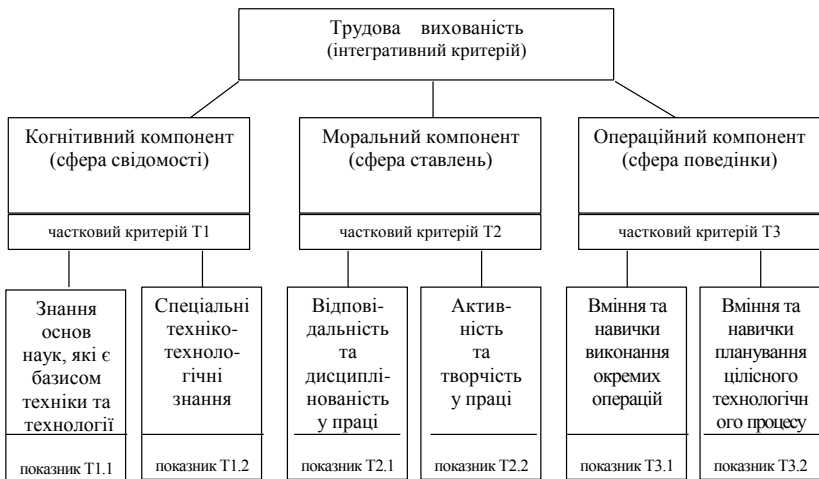 Трудова вихованість
(інтегративний критерій)
Когнітивний компонент
(сфера свідомості)
частковий критерій Т1
Моральний компонент
(сфера ставлень)
частковий критерій Т2
Операційний компонент
(сфера поведінки)
частковий критерій Т3
Знання
основ
наук, які є
базисом
техніки та
технології
показник Т1.1
Спеціальні
техніко-
техноло-
гічні
знання
показник Т1.2
Відпові-
дальність
та
дисциплі-
нованість
у праці
показник Т2.1
Актив-
ність
та
творчість
у праці
показник Т2.2
Вміння та
навички
виконання
окремих
операцій
показник Т3.1
Вміння та
навички
планування
цілісного
технологічн
ого процесу
показник Т3.2